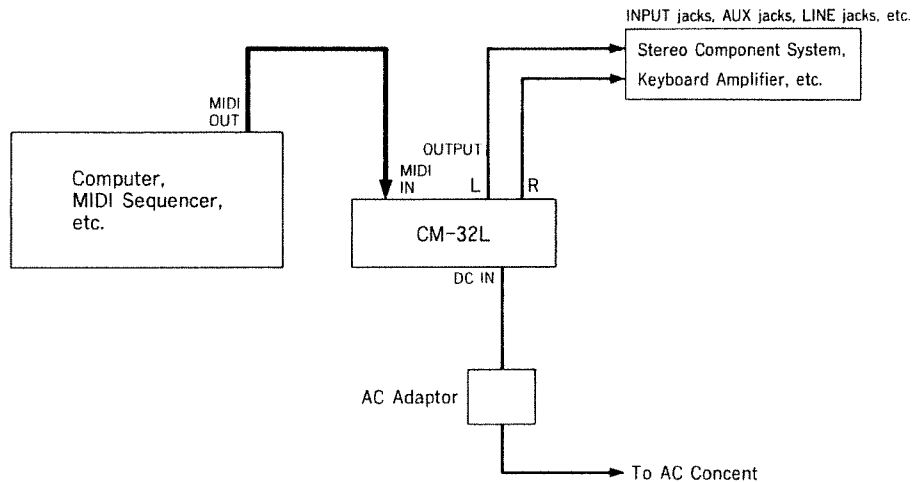 INPUT jacks, AUX jacks, LINE jacks, etc.
Stereo Component System,
Keyboard Amplifier, etc.
MIDI
OUT
Computer,
MIDI Sequencer,
etc.
MIDI
IN
OUTPUT
L
R
CM-32L
DC IN
AC Adaptor
To AC Concent